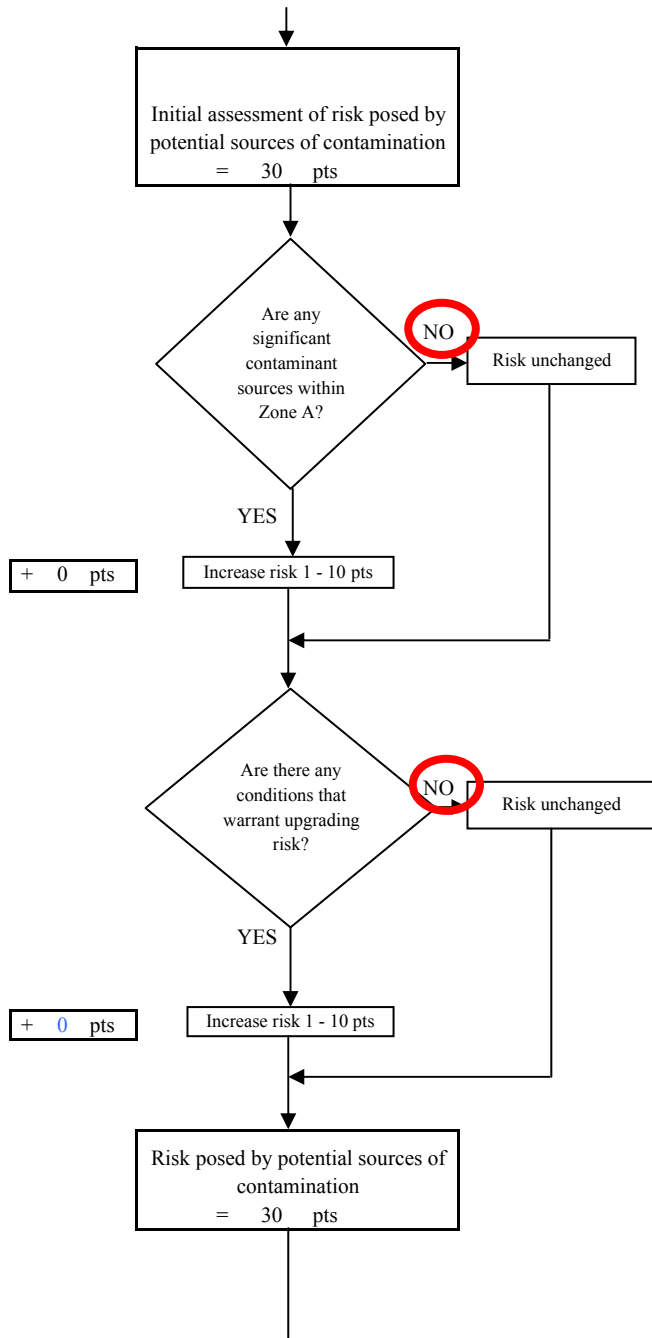 Initial assessment of risk posed by
potential sources of contamination
= 30 pts
Are any
significant
contaminant
sources within
Zone A?
NO
Risk unchanged
YES
+ 0 pts
Increase risk 1 - 10 pts
Are there any
conditions that
warrant upgrading
risk?
NO
Risk unchanged
YES
+ 0 pts
Increase risk 1 - 10 pts
Risk posed by potential sources of
contamination
= 30 pts